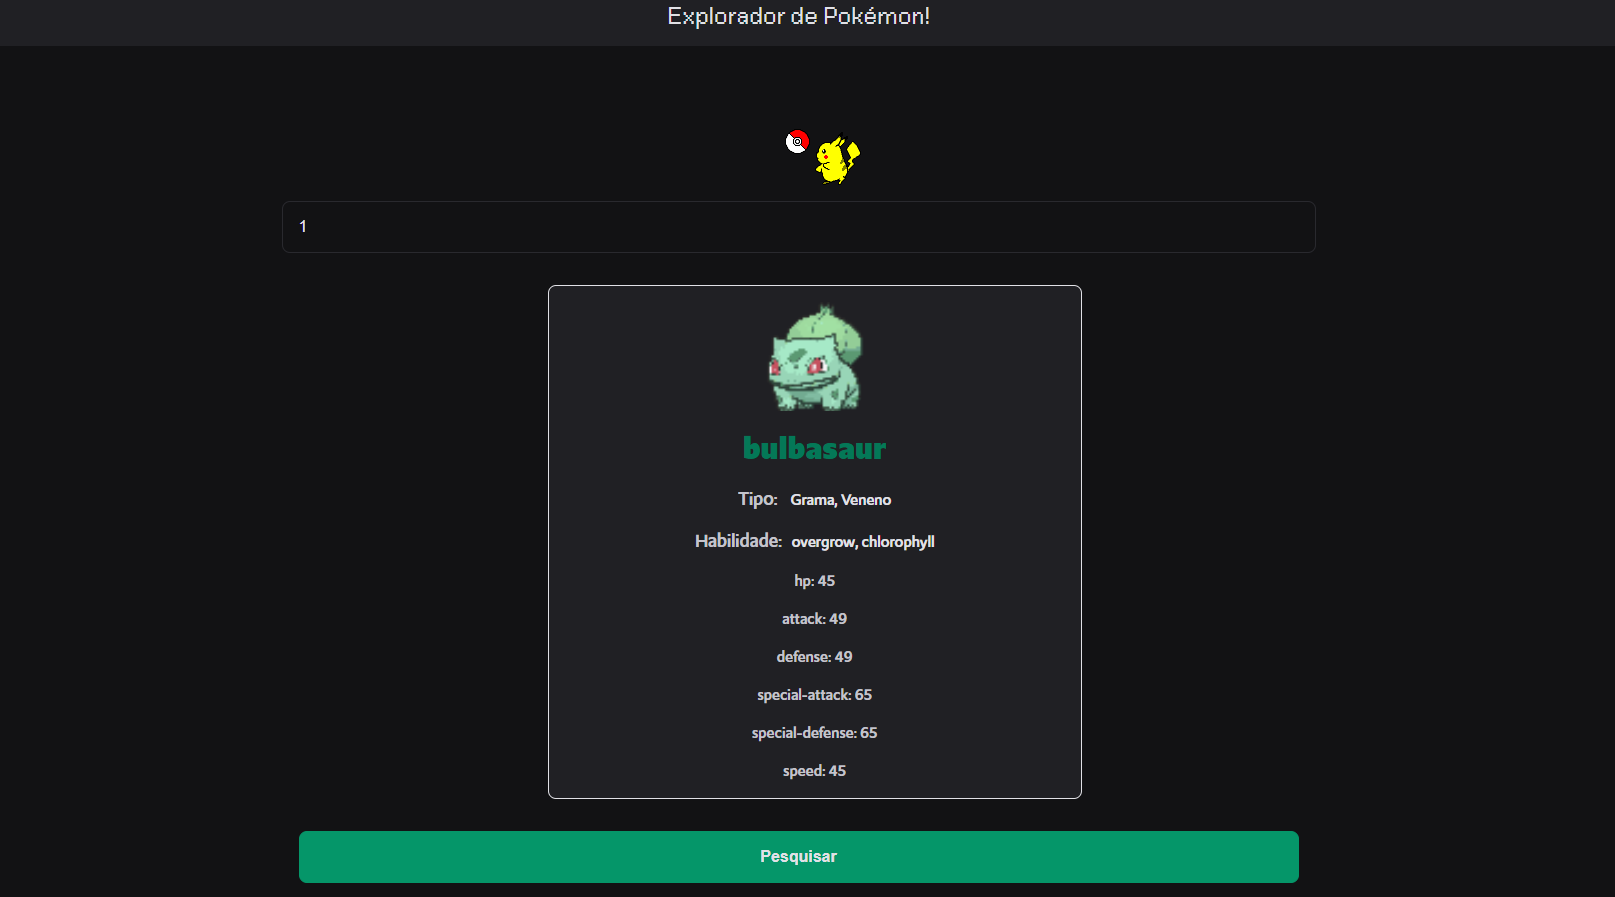 Explorador de Pokémon!
1
bulbasaur
Tipo: Grama, Veneno
Habilidade: overgrow, chlorophyll
hp: 45
attack: 49
defense: 49
special-attack: 65
special-defense: 65
speed: 45
Pesquisar